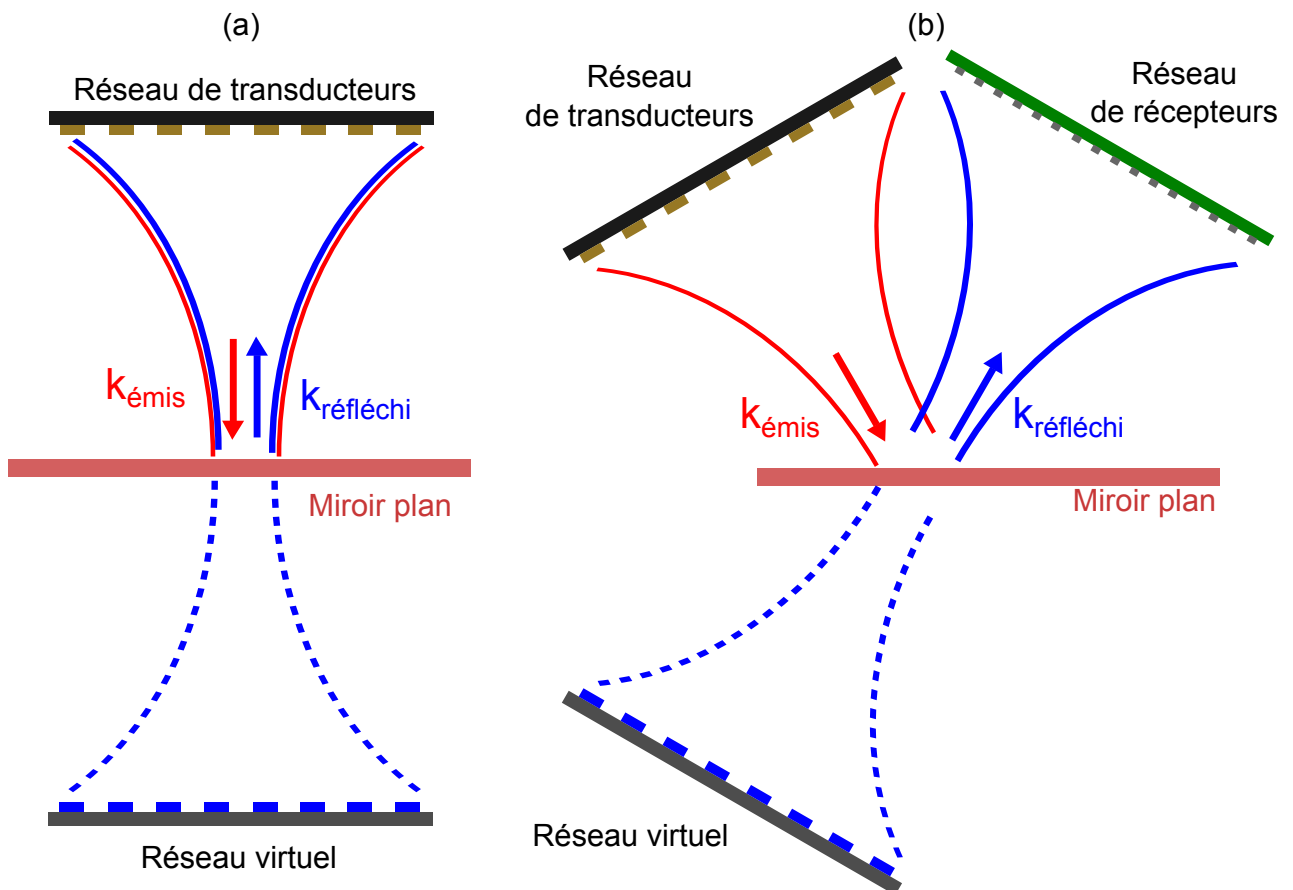 (a)
Réseau de transducteurs
kémis
kréfléchi
Miroir plan
Réseau virtuel
(b)
Réseau
de transducteurs
Réseau
de récepteurs
kémis
kréfléchi
Miroir plan
Réseau virtuel